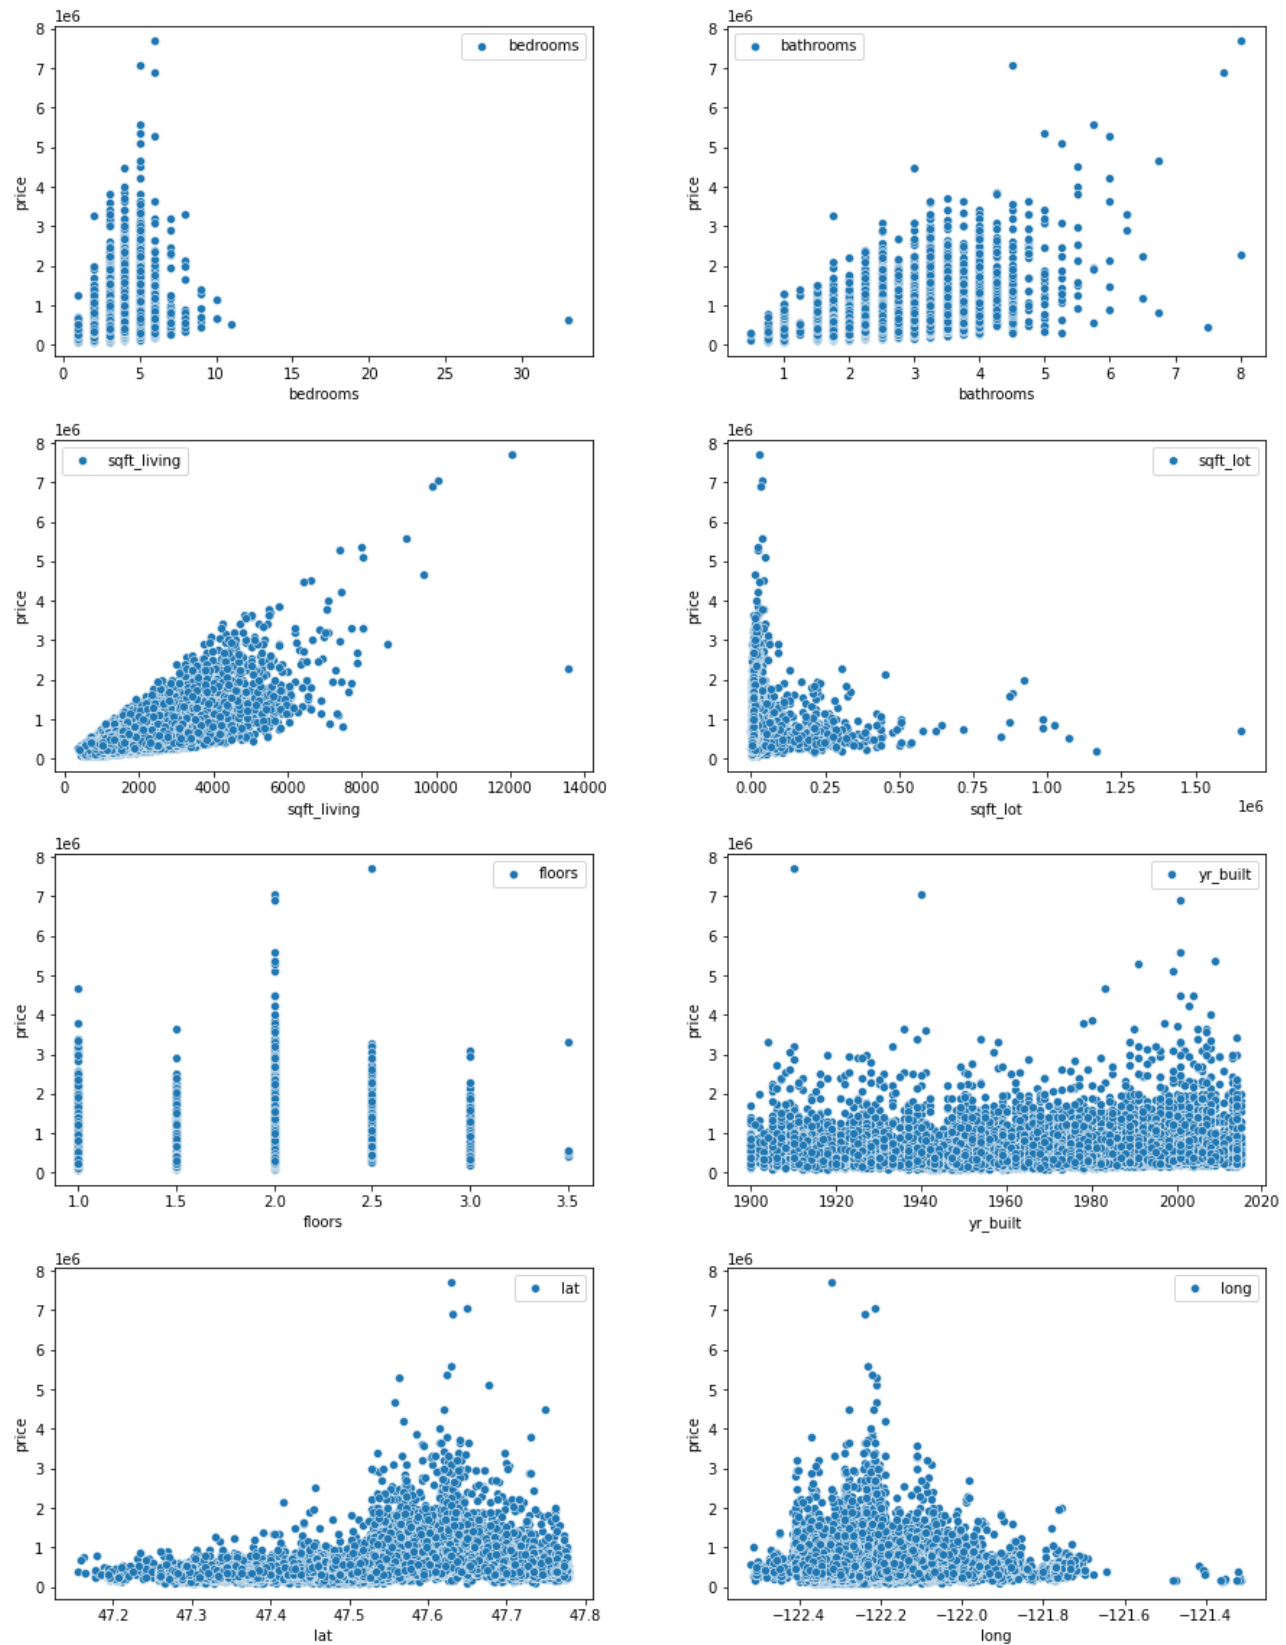 1e6
bedrooms
8
7
6
5
4
3
2
1
0
price
0 5 10 15 20 25 30
bedrooms
1e6
bathrooms
8
7
6
5
4
3
2
1
0
price
1 2 3 4 5 6 7 8
bathrooms
1e6
sqft_living
8
7
6
5
4
3
2
1
0
price
0 2000 4000 6000 8000 10000 12000 14000
sqft_living
1e6
sqft_lot
8
7
6
5
4
3
2
1
0
price
0.00 0.25 0.50 0.75 1.00 1.25 1.50
sqft_lot
1e6
1e6
floors
8
7
6
5
4
3
2
1
0
price
1.0 1.5 2.0 2.5 3.0 3.5
floors
1e6
yr_built
8
7
6
5
4
3
2
1
0
price
1900 1920 1940 1960 1980 2000 2020
yr_built
1e6
lat
8
7
6
5
4
3
2
1
0
price
47.2 47.3 47.4 47.5 47.6 47.7 47.8
lat
1e6
long
8
7
6
5
4
3
2
1
0
price
−122.4 −122.2 −122.0 −121.8 −121.6 −121.4
long